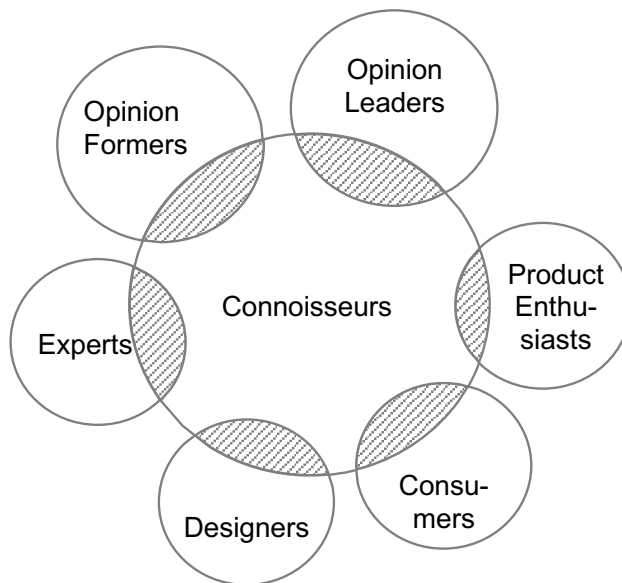 Opinion
Leaders
Opinion
Formers
Product
Enthu-
siasts
Connoisseurs
Experts
Consu-
mers
Designers